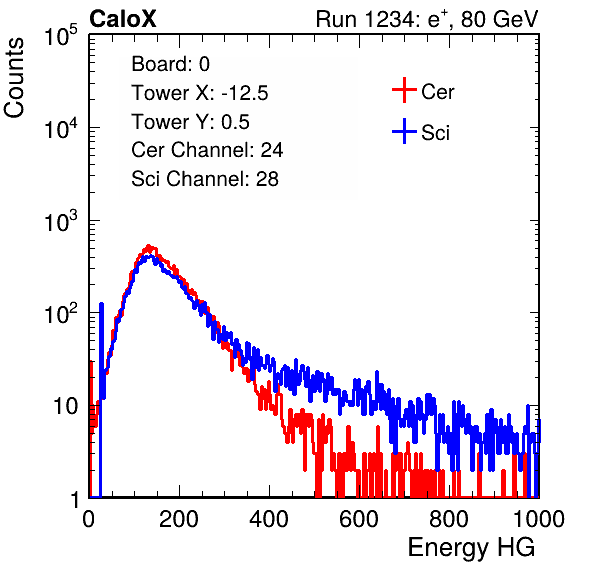 CaloX Run 1234: e⁺, 80 GeV
Counts
10⁵
10⁴
10³
10²
10
1
Board: 0
Tower X: -12.5
Tower Y: 0.5
Cer Channel: 24
Sci Channel: 28
Cer
Sci
0 200 400 600 800 1000
Energy HG